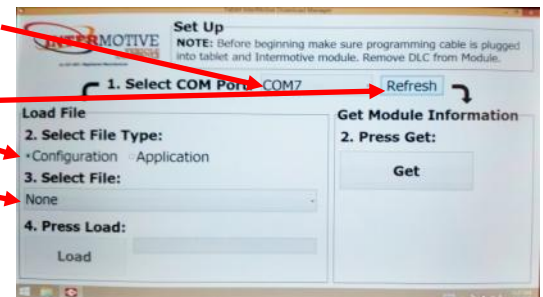 INTERMOTIVE
Set Up
NOTE: Before beginning make sure programming cable is plugged
into tablet and Intermotive module. Remove DLC from Module.
1. Select COM Port COM7
Refresh
Load File
Get Module Information
2. Select File Type:
2. Press Get:
Configuration Application
Get
3. Select File:
None
4. Press Load:
Load